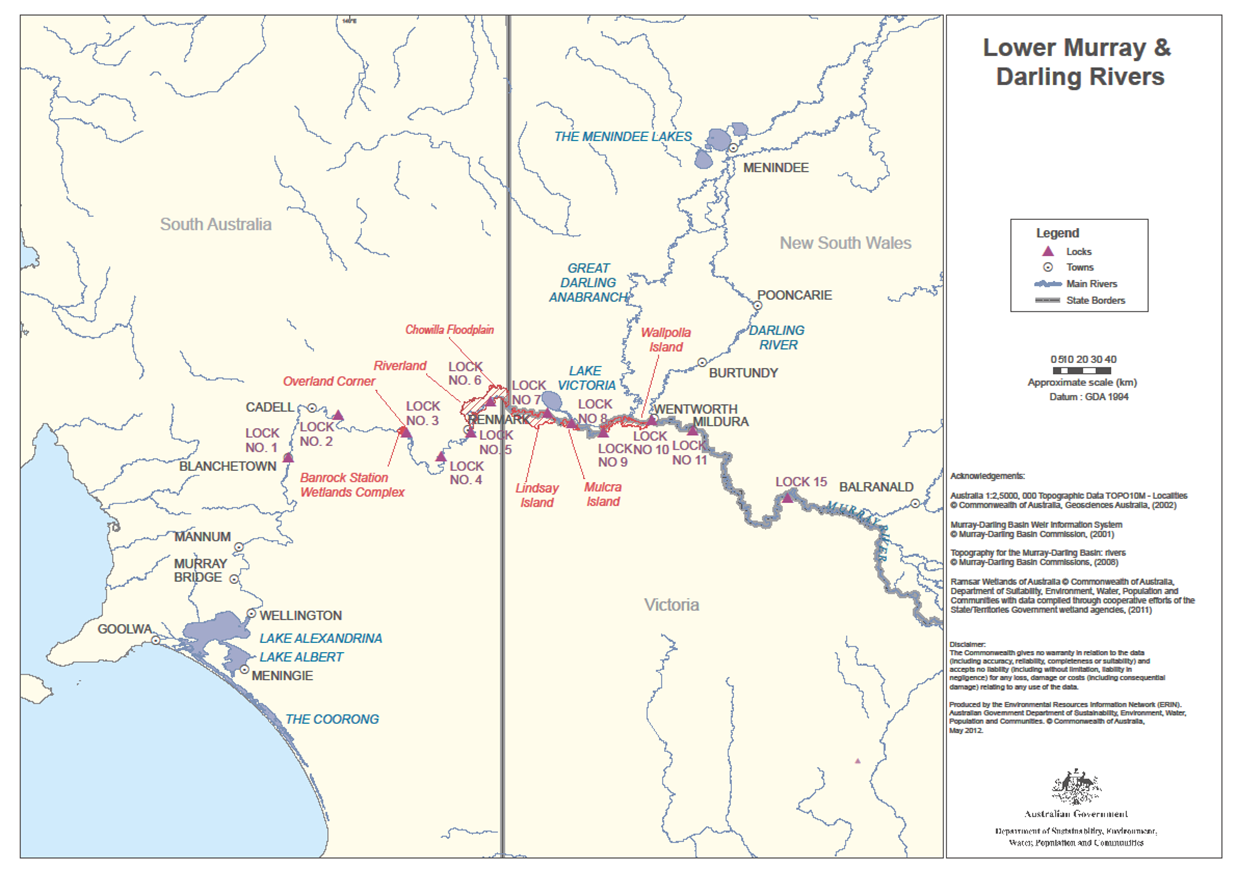 Lower Murray &
Darling Rivers
Legend
Locks
Towns
Main Rivers
State Borders
0 510 20 30 40
Approximate scale (km)
Datum : GDA 1994
Acknowledgements:
Australia 1:2,5000, 000 Topographic Data TOPO10M - Localities
© Commonwealth of Australia, Geosciences Australia, (2002)
Murray-Darling Basin Weir Information System
© Murray-Darling Basin Commission, (2001)
Topography for the Murray-Darling Basin: rivers
© Murray-Darling Basin Commissions, (2008)
Ramsar Wetlands of Australia © Commonwealth of Australia,
Department of Suitability, Environment, Water, Population and
Communities with data compiled through cooperative efforts of the
State/Territories Government wetland agencies, (2011)
Disclaimer:
The Commonwealth gives no warranty in relation to the data
(including accuracy, reliability, completeness or suitability) and
accepts no liability (including without limitation, liability in
negligence) for any loss, damage or costs (including consequential
damage) relating to any use of the data.
Produced by the Environmental Resources Information Network (ERIN).
Australian Government Department of Sustainability, Environment, Water,
Population and Communities. © Commonwealth of Australia,
May 2012.
Australian Government
Department of Sustainability, Environment,
Water, Population and Communities
THE MENINDEE LAKES
MENINDEE
South Australia
New South Wales
GREAT
DARLING
ANABRANCH
POONCARIE
DARLING
RIVER
Chowilla Floodplain
Wallpolla
Island
Riverland
LOCK
NO. 6
LAKE
VICTORIA
BURTUNDY
Overland Corner
LOCK
NO 7
CADELL
LOCK
NO. 3
LOCK
NO 8
WENTWORTH
MILDURA
RENMARK
LOCK
NO. 2
LOCK
NO. 1
LOCK
NO. 5
LOCK
NO 9
LOCK
NO 10
LOCK
NO 11
BLANCHETOWN
LOCK
NO. 4
Banrock Station
Wetlands Complex
Lindsay
Island
Mulcra
Island
LOCK 15
BALRANALD
MURRAY RIVER
MANNUM
MURRAY
BRIDGE
Victoria
WELLINGTON
GOOLWA
LAKE ALEXANDRINA
LAKE ALBERT
MENINGIE
THE COORONG